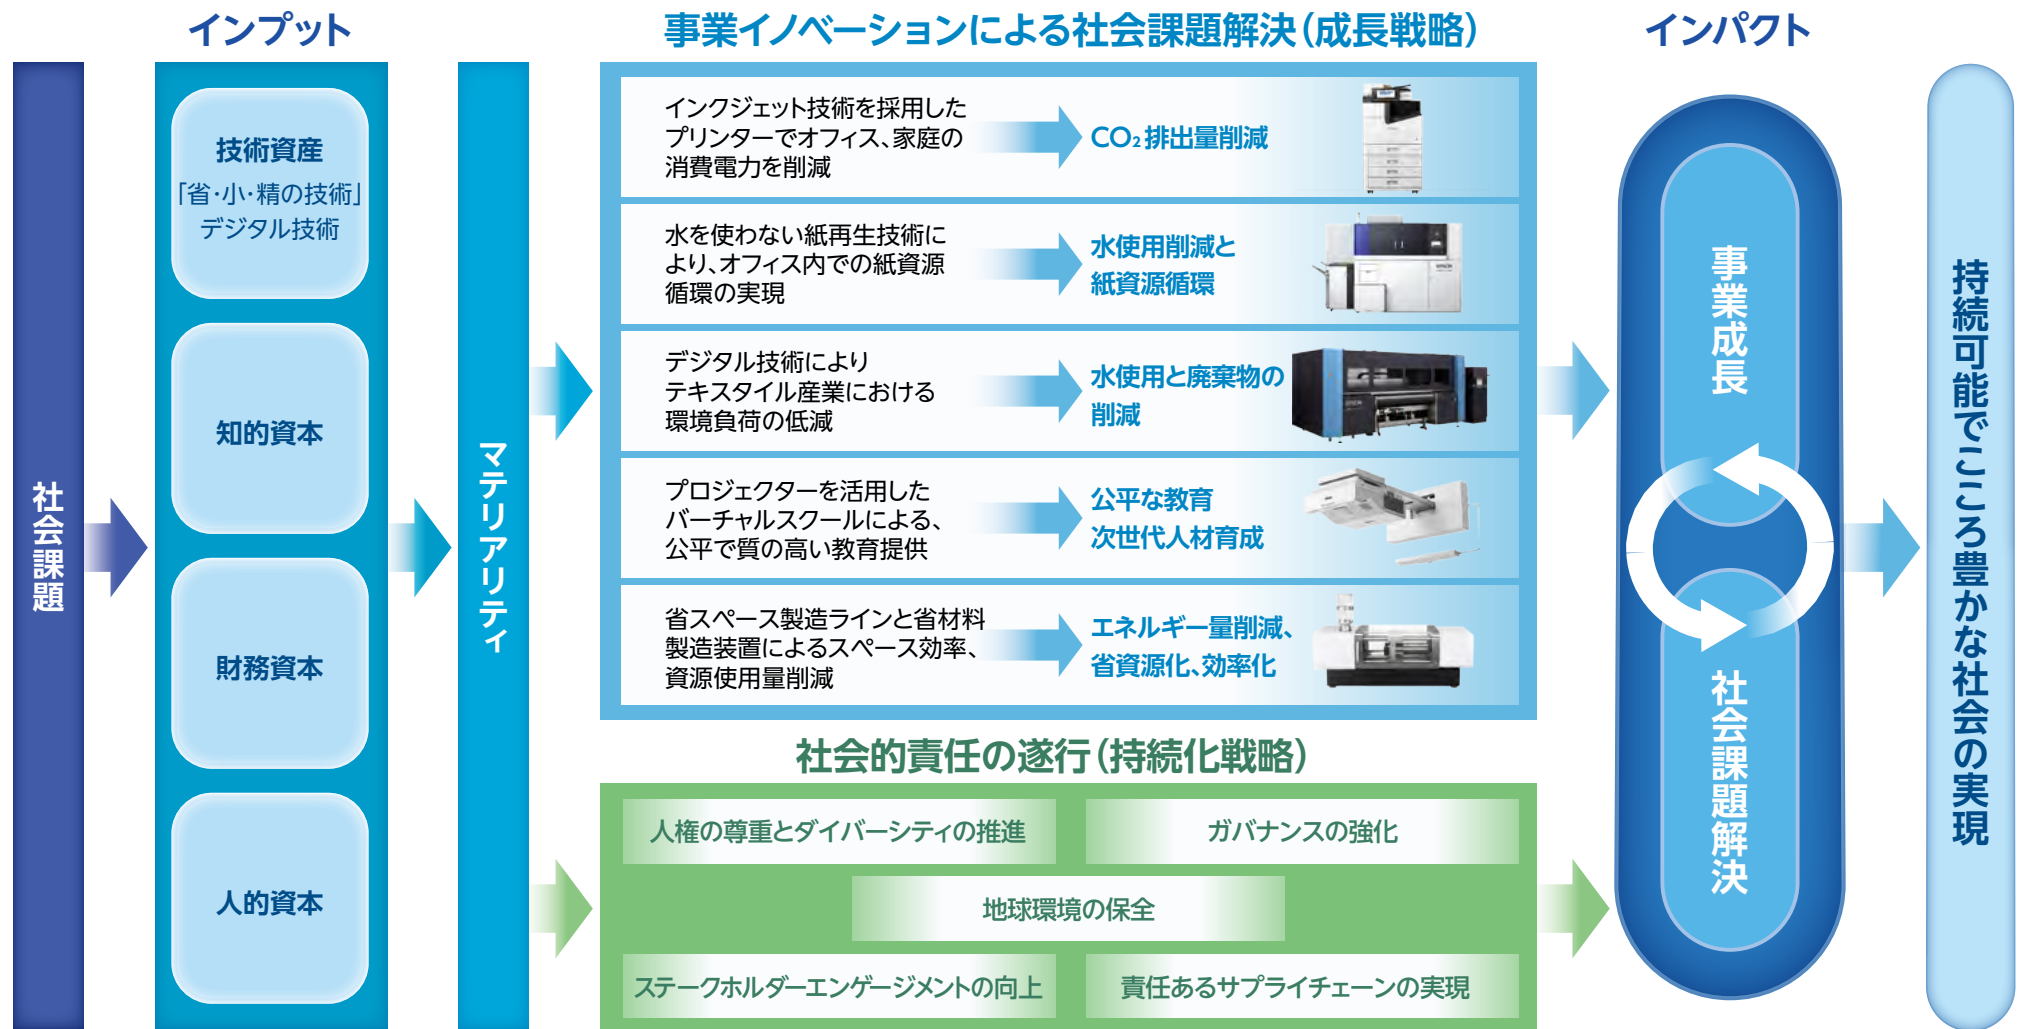 インプット
事業イノベーションによる社会課題解決(成長戦略)
インパクト
社会課題
技術資産
「省・小・精の技術」
デジタル技術
知的資本
財務資本
人的資本
マテリアリティ
インクジェット技術を採用した
プリンターでオフィス、家庭の
消費電力を削減
CO₂排出量削減
水を使わない紙再生技術に
より、オフィス内での紙資源
循環の実現
水使用削減と
紙資源循環
デジタル技術により
テキスタイル産業における
環境負荷の低減
水使用と廃棄物の
削減
プロジェクターを活用した
バーチャルスクールによる、
公平で質の高い教育提供
公平な教育
次世代人材育成
省スペース製造ラインと省材料
製造装置によるスペース効率、
資源使用量削減
エネルギー量削減、
省資源化、効率化
社会的責任の遂行(持続化戦略)
人権の尊重とダイバーシティの推進
ガバナンスの強化
地球環境の保全
ステークホルダーエンゲージメントの向上
責任あるサプライチェーンの実現
事業成長
社会課題解決
持続可能でこころ豊かな社会の実現